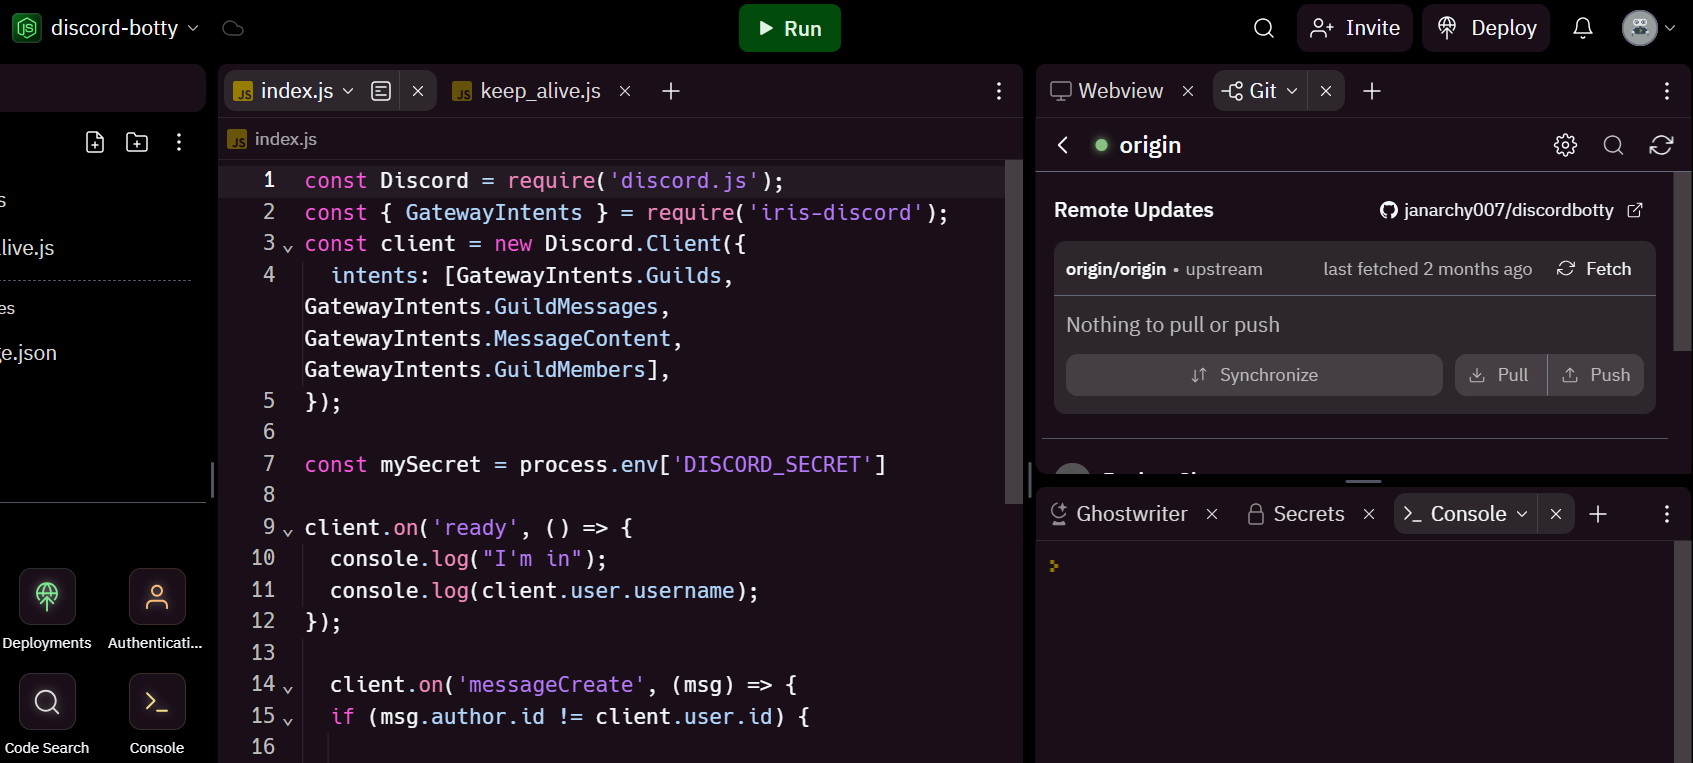 discord-botty
Run
Invite
Deploy
s
live.js
es
e.json
Deployments
Authenticati...
Code Search
Console
index.js
keep_alive.js
index.js
1 const Discord = require('discord.js');
2 const { GatewayIntents } = require('iris-discord');
3 const client = new Discord.Client({
4 intents: [GatewayIntents.Guilds,
GatewayIntents.GuildMessages,
GatewayIntents.MessageContent,
GatewayIntents.GuildMembers],
5 });
6
7 const mySecret = process.env['DISCORD_SECRET']
8
9 client.on('ready', () => {
10 console.log("I'm in");
11 console.log(client.user.username);
12 });
13
14 client.on('messageCreate', (msg) => {
15 if (msg.author.id != client.user.id) {
16
Webview
Git
origin
Remote Updates
janarchy007/discordbotty
origin/origin • upstream
last fetched 2 months ago
Fetch
Nothing to pull or push
Synchronize
Pull
Push
Ghostwriter
Secrets
Console